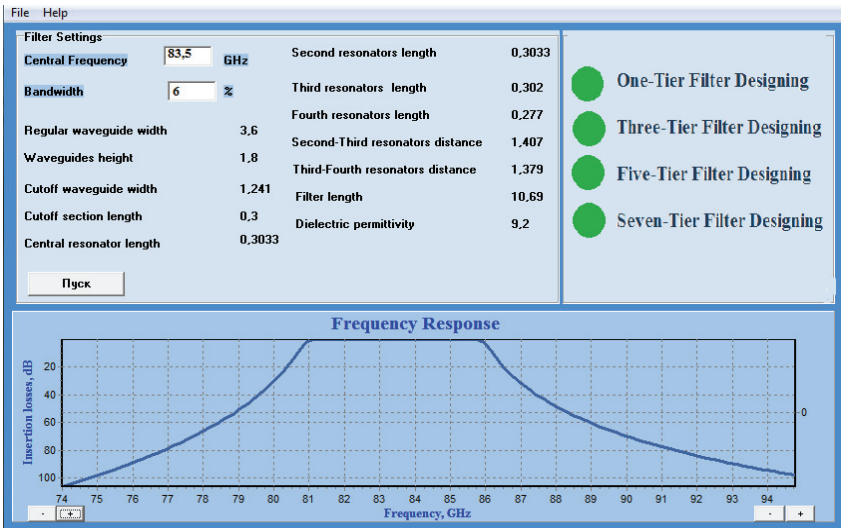 File Help
Filter Settings
Central Frequency 83,5 GHz
Bandwidth 6 %
Regular waveguide width 3,6
Waveguides height 1,8
Cutoff waveguide width 1,241
Cutoff section length 0,3
Central resonator length 0,3033
Пуск
Second resonators length 0,3033
Third resonators length 0,302
Fourth resonators length 0,277
Second-Third resonators distance 1,407
Third-Fourth resonators distance 1,379
Filter length 10,69
Dielectric permittivity 9,2
One-Tier Filter Designing
Three-Tier Filter Designing
Five-Tier Filter Designing
Seven-Tier Filter Designing
Frequency Response
Insertion losses, dB
20
40
60
80
100
0
74 75 76 77 78 79 80 81 82 83 84 85 86 87 88 89 90 91 92 93 94
- + Frequency, GHz - +